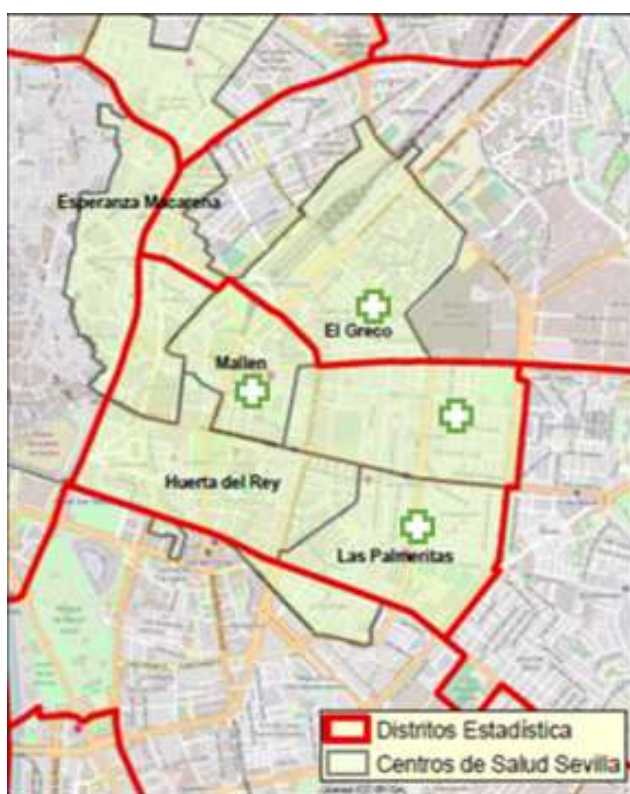 Esperanza Macarena
El Greco
Mallen
Huerta del Rey
Las Palmeritas
Distritos Estadística
Centros de Salud Sevilla